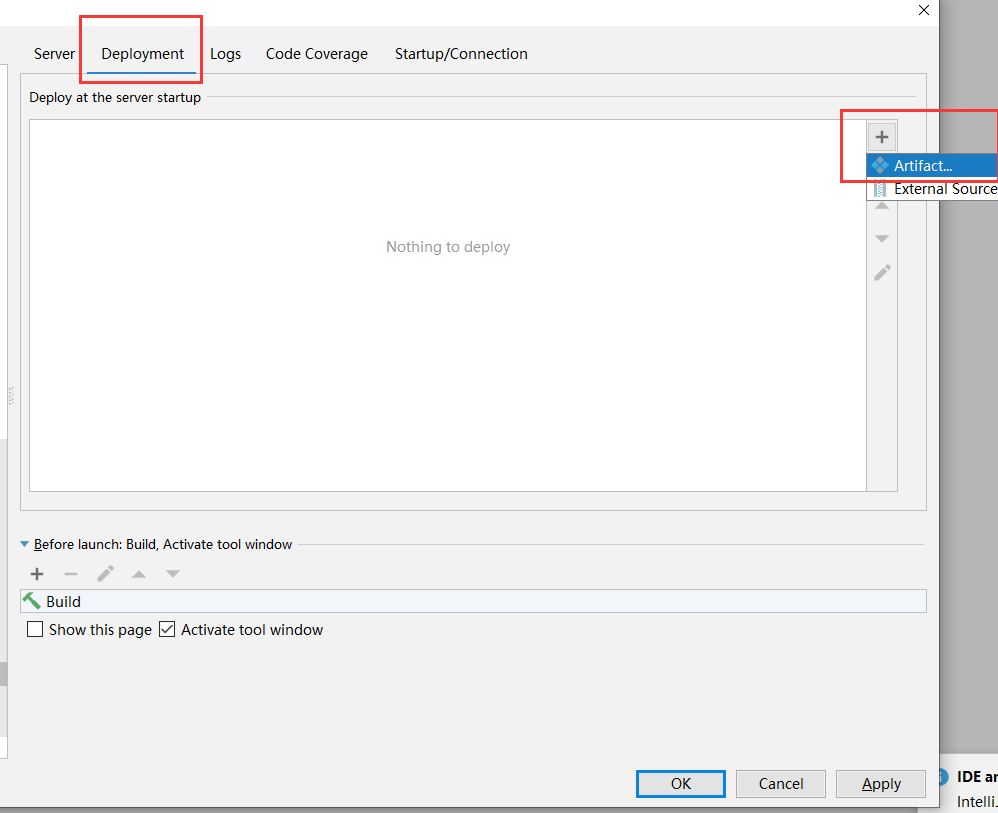 Server Deployment Logs Code Coverage Startup/Connection
Deploy at the server startup
Artifact...
External Source
Nothing to deploy
Before launch: Build, Activate tool window
Build
Show this page Activate tool window
OK Cancel Apply
IDE
Intelli